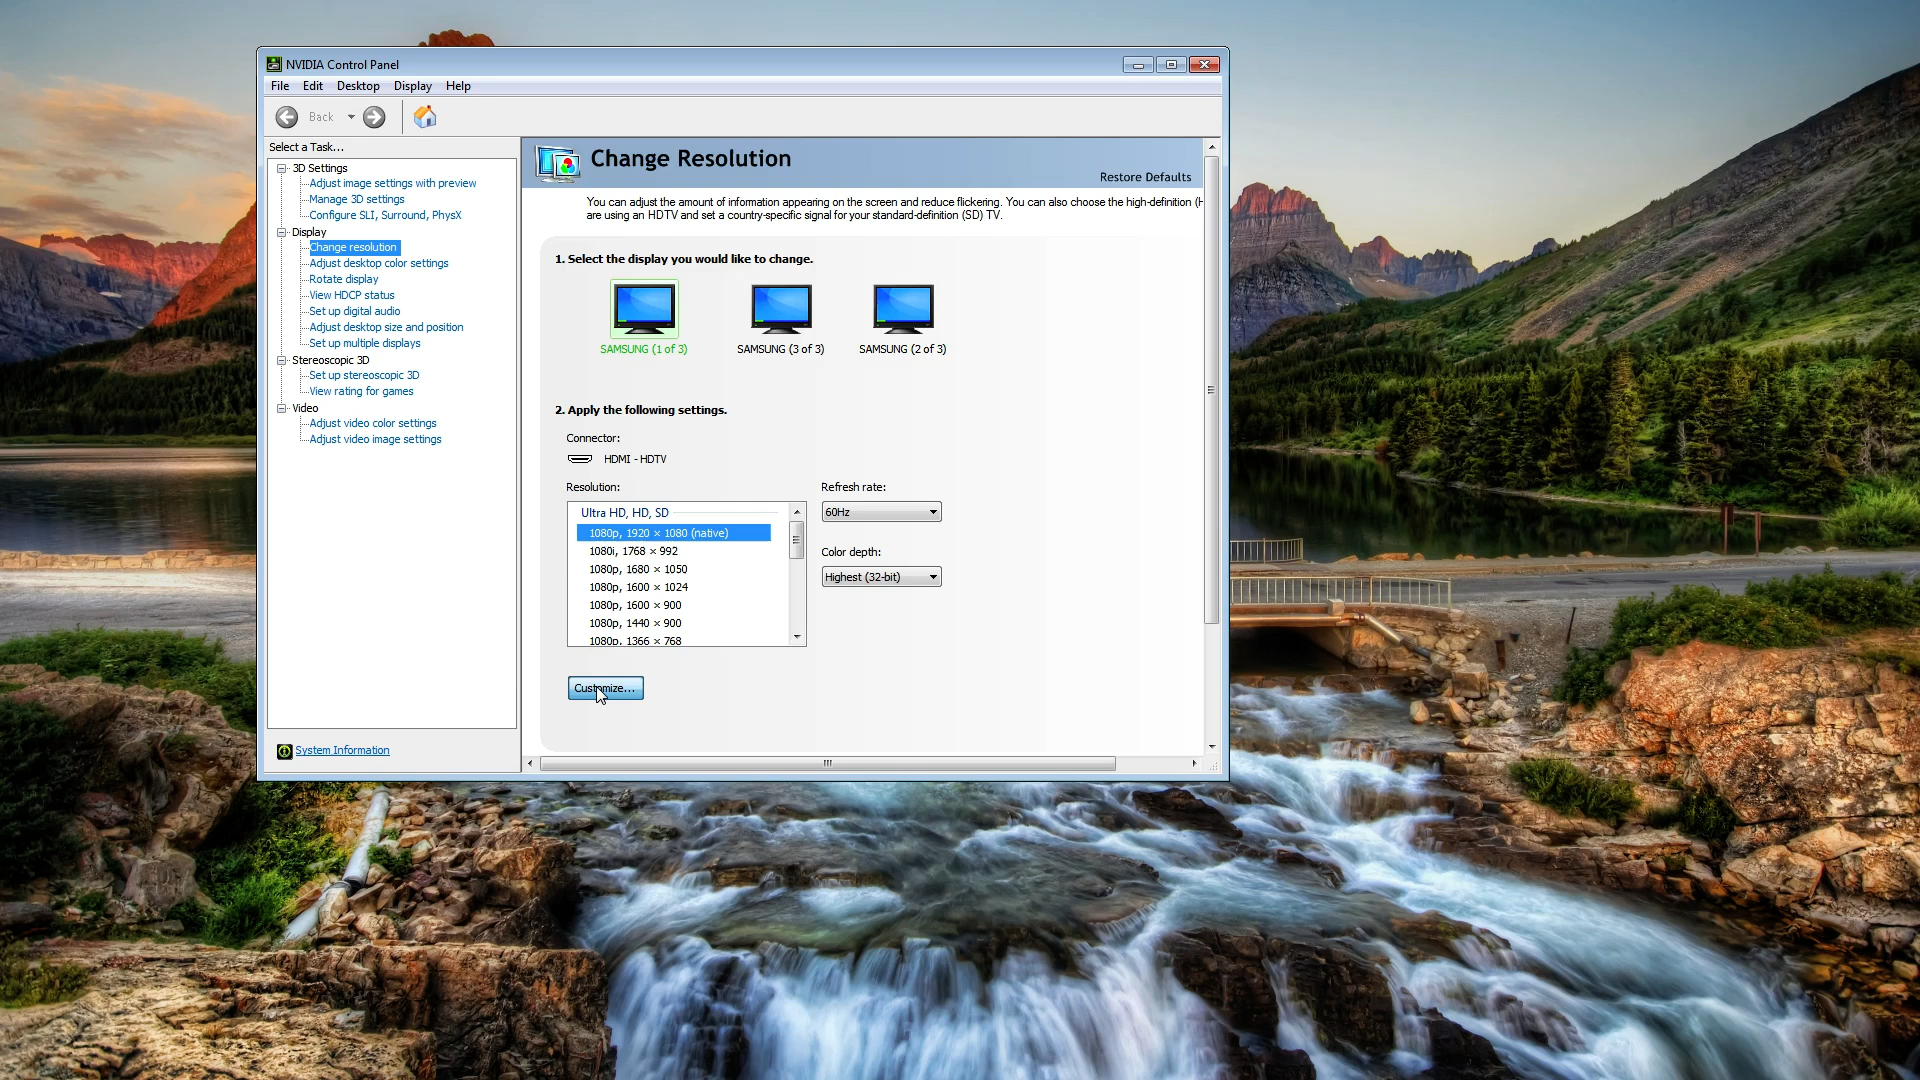 NVIDIA Control Panel
File Edit Desktop Display Help
Back
Select a Task...
3D Settings
Adjust image settings with preview
Manage 3D settings
Configure SLI, Surround, PhysX
Display
Change resolution
Adjust desktop color settings
Rotate display
View HDCP status
Set up digital audio
Adjust desktop size and position
Set up multiple displays
Stereoscopic 3D
Set up stereoscopic 3D
View rating for games
Video
Adjust video color settings
Adjust video image settings
System Information
Change Resolution
Restore Defaults
You can adjust the amount of information appearing on the screen and reduce flickering. You can also choose the high-definition (H
are using an HDTV and set a country-specific signal for your standard-definition (SD) TV.
1. Select the display you would like to change.
SAMSUNG (1 of 3) SAMSUNG (3 of 3) SAMSUNG (2 of 3)
2. Apply the following settings.
Connector:
HDMI - HDTV
Resolution:
Ultra HD, HD, SD
1080p, 1920 × 1080 (native)
1080i, 1768 × 992
1080p, 1680 × 1050
1080p, 1600 × 1024
1080p, 1600 × 900
1080p, 1440 × 900
1080p, 1366 × 768
Refresh rate:
60Hz
Color depth:
Highest (32-bit)
Customize...